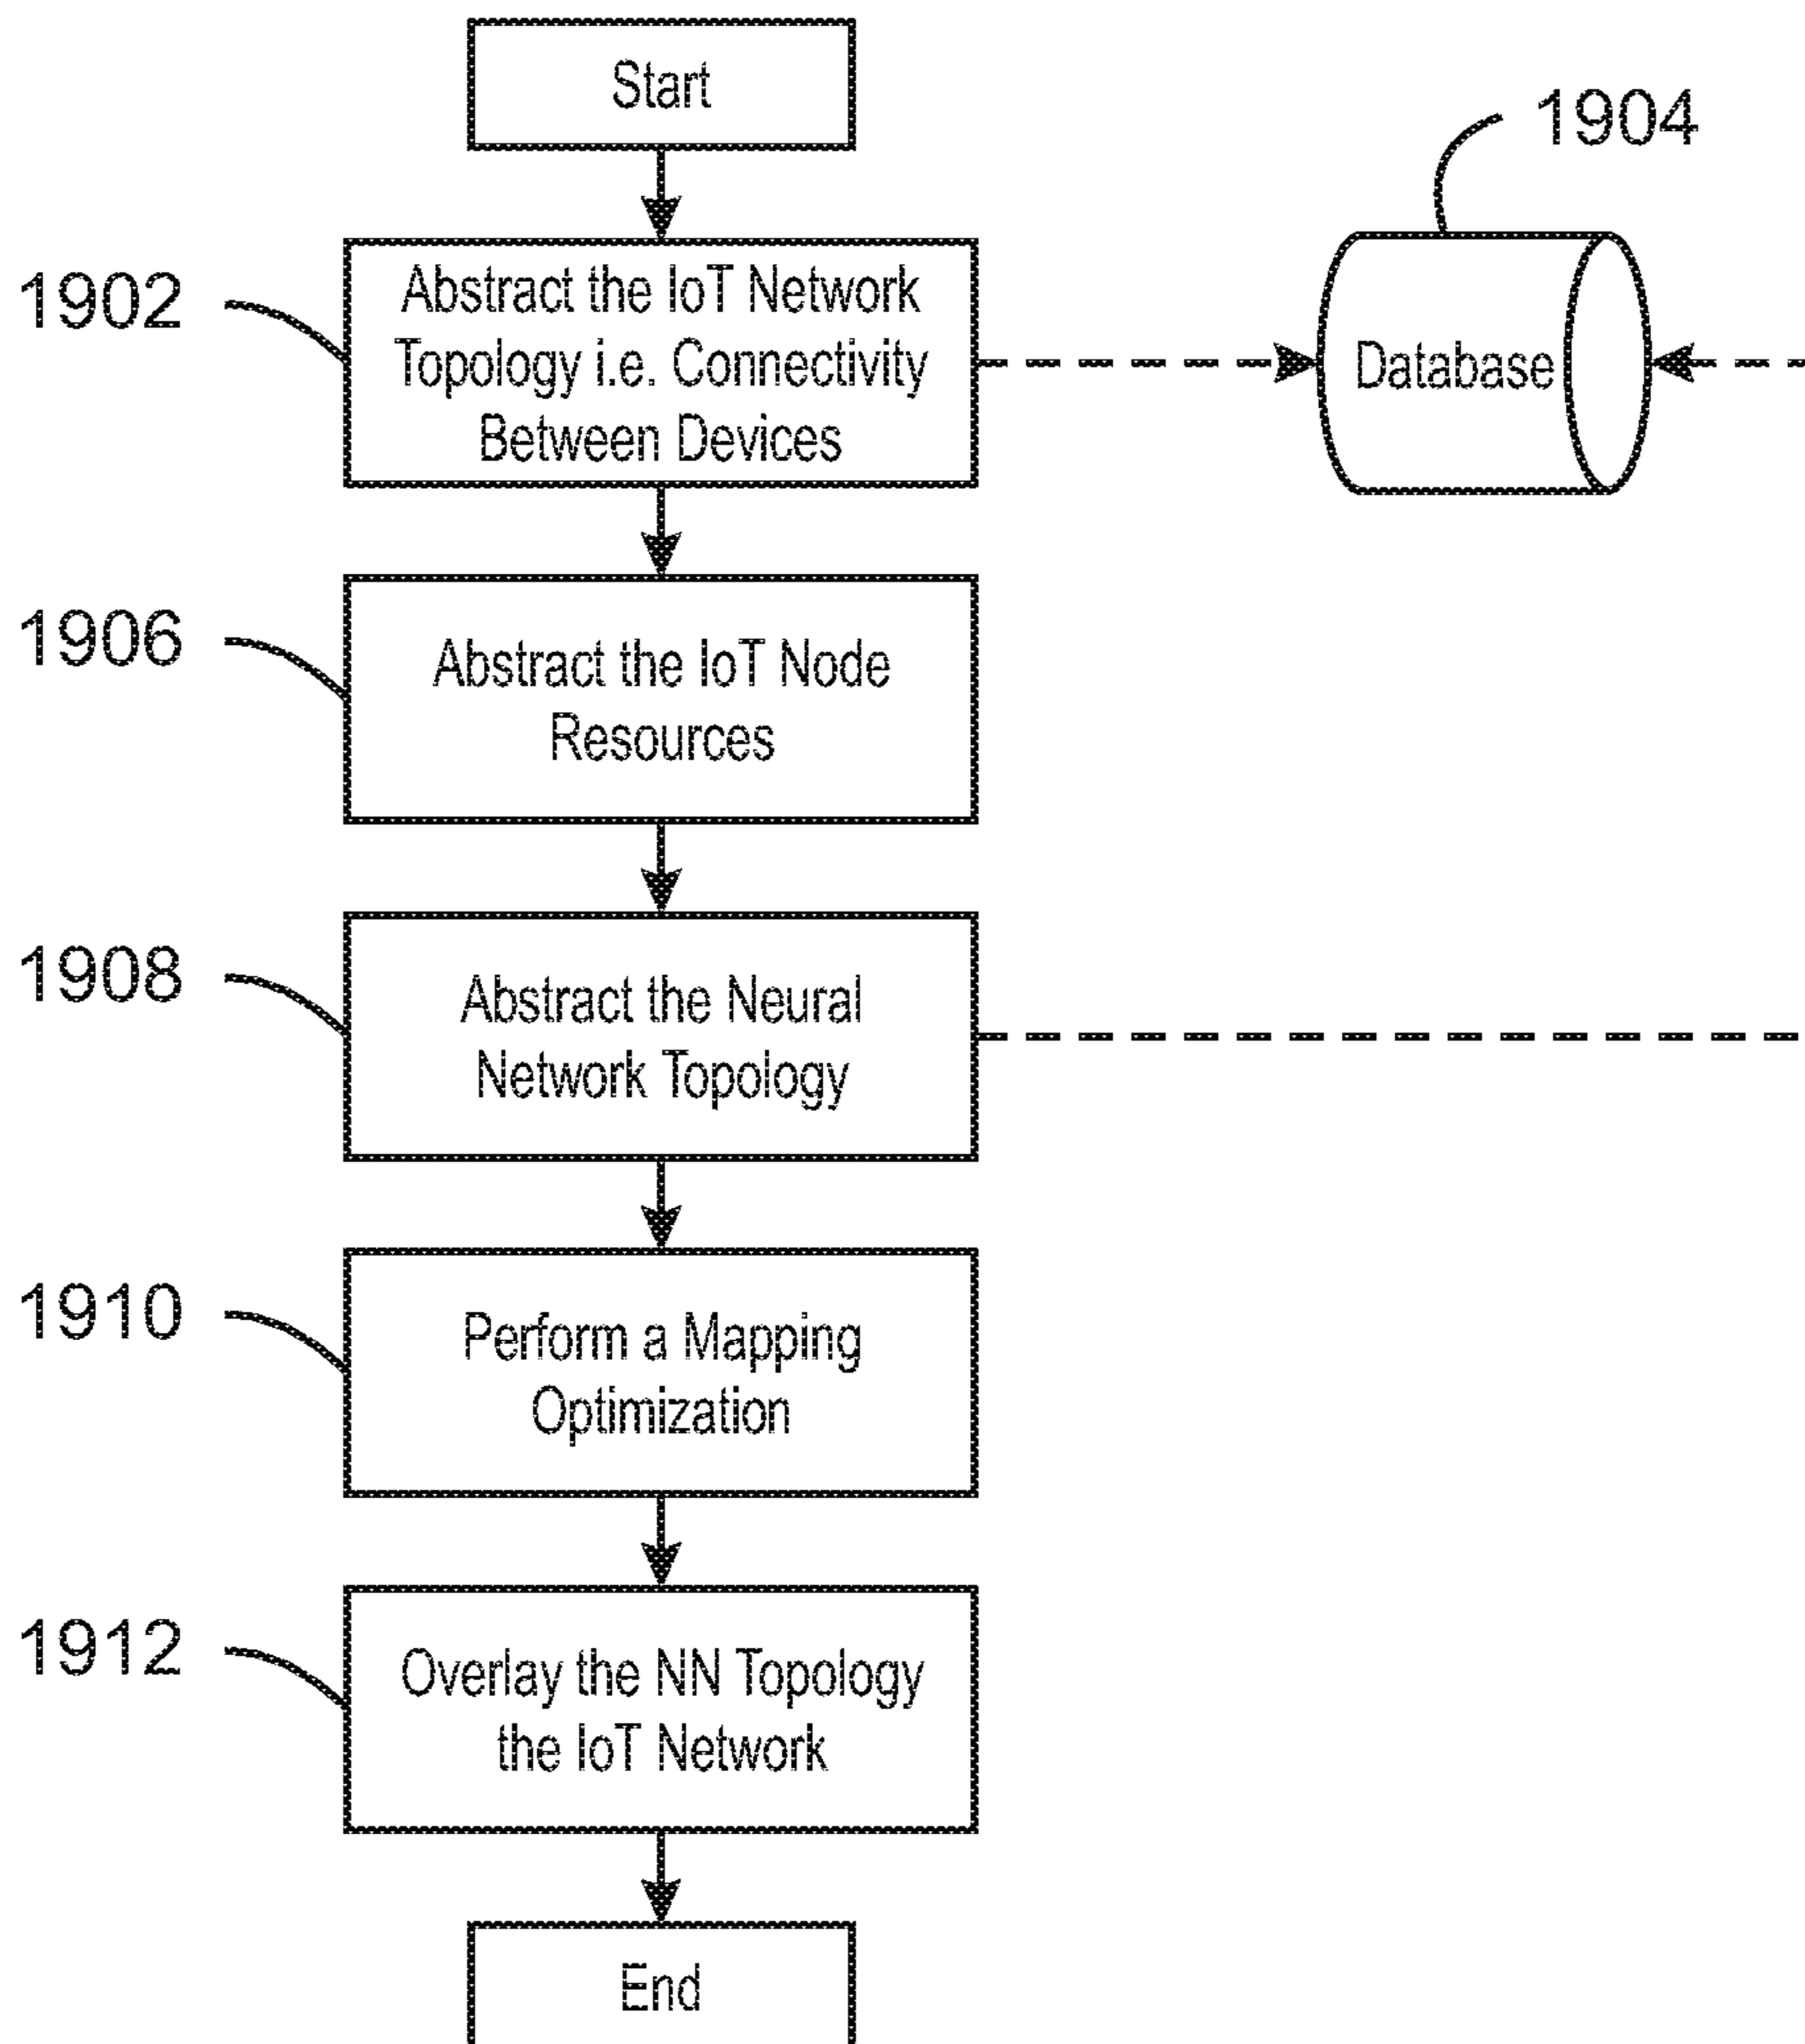 Start
1904
1902
Abstract the IoT Network
Topology i.e. Connectivity
Between Devices
Database
1906
Abstract the IoT Node
Resources
1908
Abstract the Neural
Network Topology
1910
Perform a Mapping
Optimization
1912
Overlay the NN Topology
the IoT Network
End